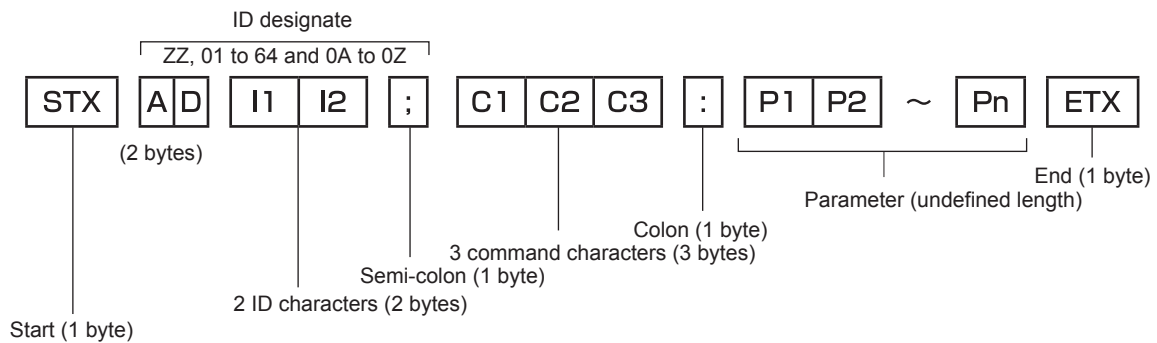 ID designate
ZZ, 01 to 64 and 0A to 0Z
STX A D I1 I2 ; C1 C2 C3 : P1 P2 ~ Pn ETX
(2 bytes)
End (1 byte)
Parameter (undefined length)
Colon (1 byte)
3 command characters (3 bytes)
Semi-colon (1 byte)
2 ID characters (2 bytes)
Start (1 byte)